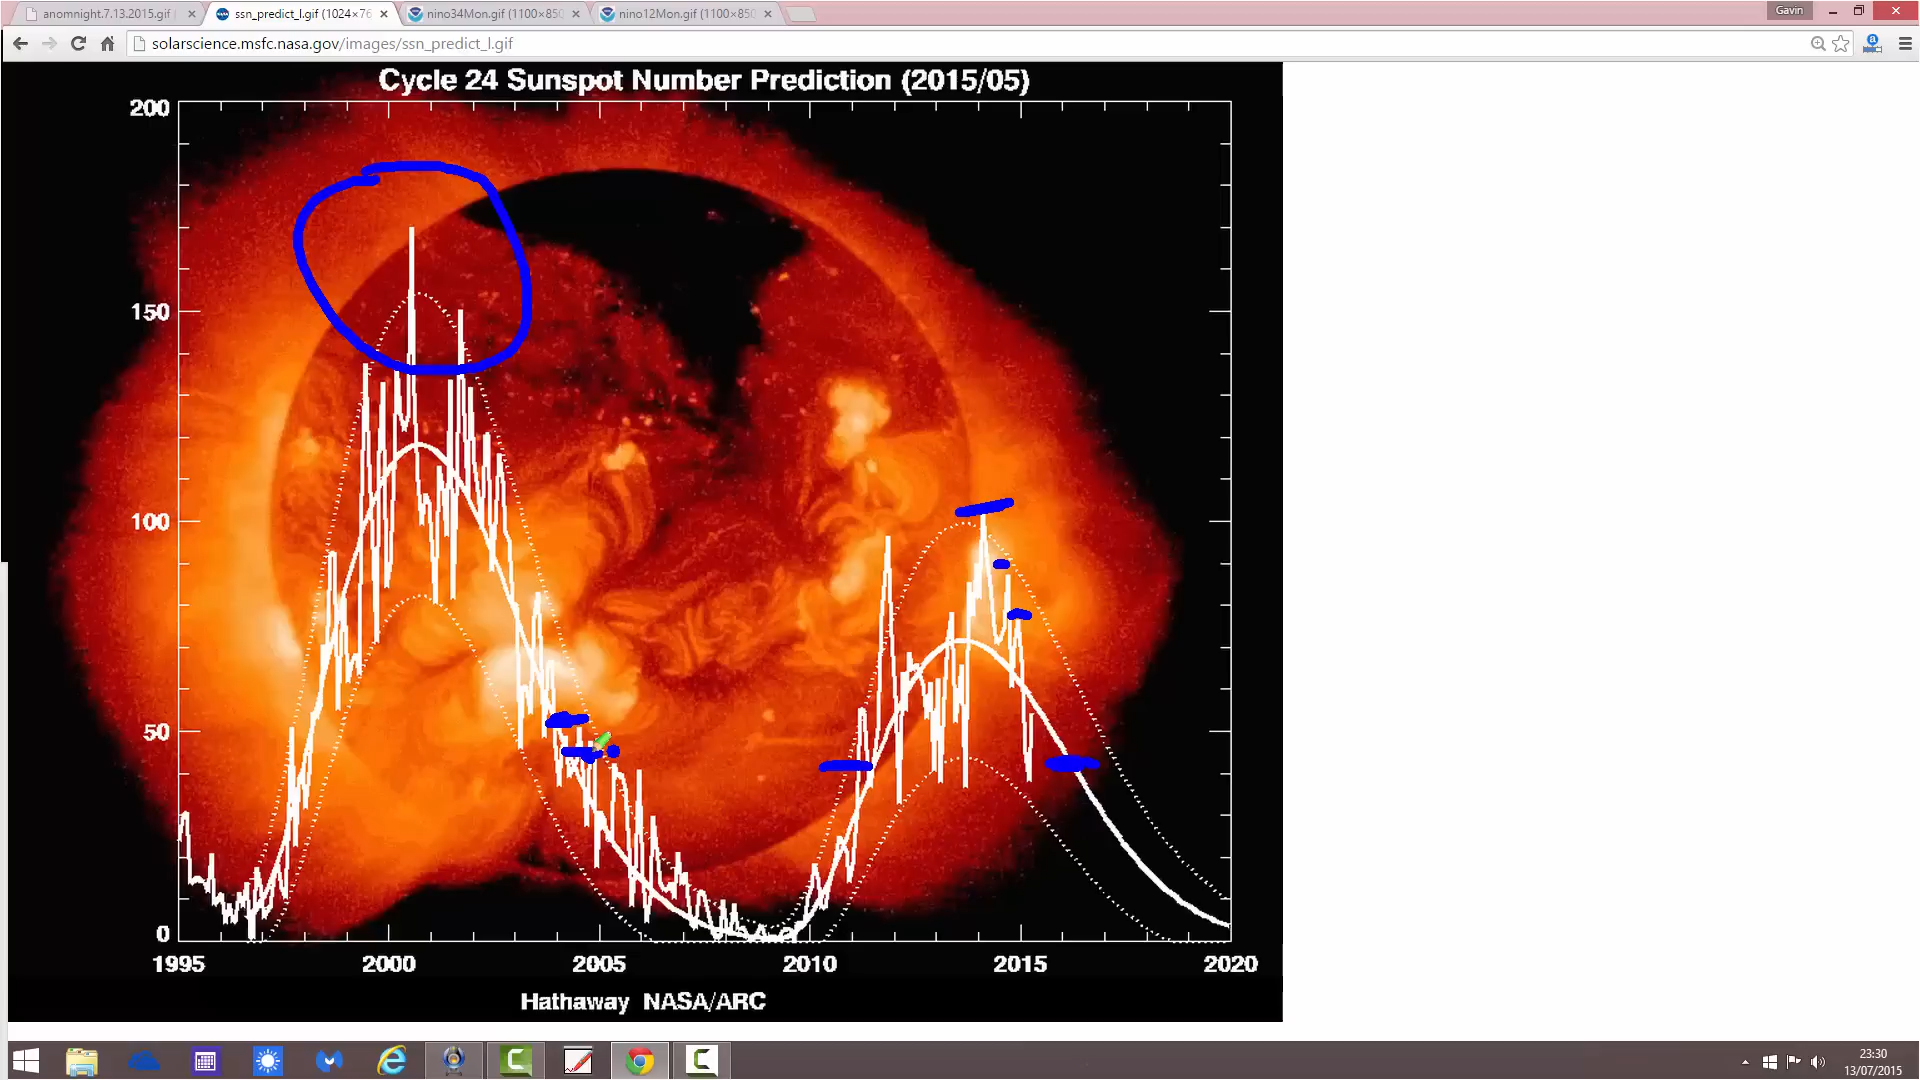 anomnight.7.13.2015.gif (
ssn_predict_l.gif (1024×76
nino34Mon.gif (1100×850
nino12Mon.gif (1100×850
Gavin
solarscience.msfc.nasa.gov/images/ssn_predict_l.gif
Cycle 24 Sunspot Number Prediction (2015/05)
200
150
100
50
0
1995 2000 2005 2010 2015 2020
Hathaway NASA/ARC
23:30
13/07/2015